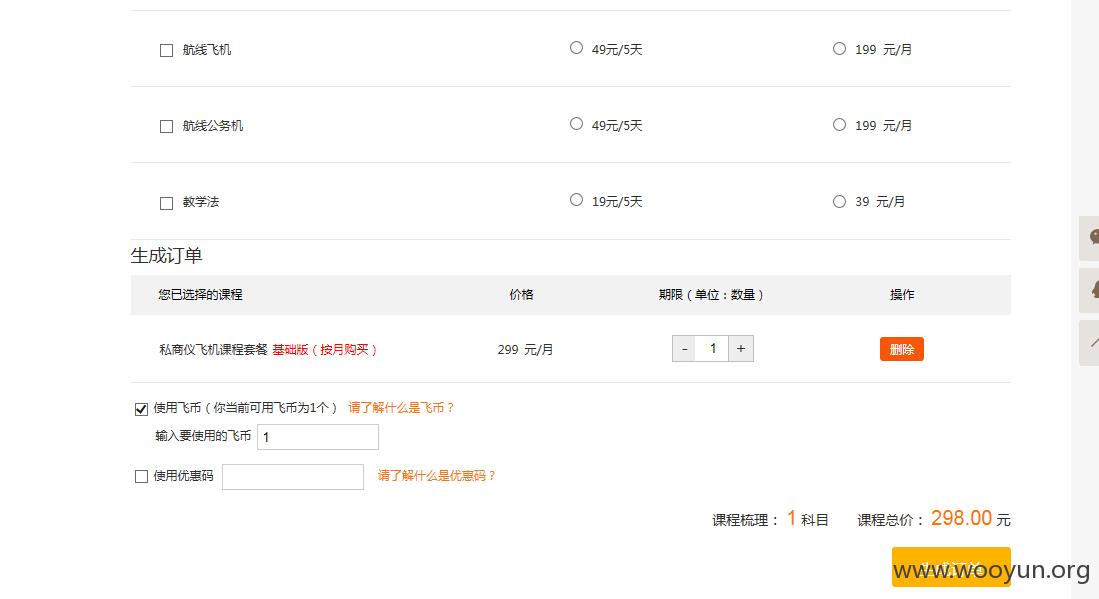 航线飞机 49元/5天 199 元/月
航线公务机 49元/5天 199 元/月
教学法 19元/5天 39 元/月
生成订单
您已选择的课程 价格 期限（单位：数量） 操作
私商仪飞机课程套餐 基础版（按月购买） 299 元/月 - 1 + 删除
使用飞币（你当前可用飞币为1个） 请了解什么是飞币？
输入要使用的飞币 1
使用优惠码 请了解什么是优惠码？
课程梳理： 1 科目 课程总价： 298.00 元
生成订单
www.wooyun.org